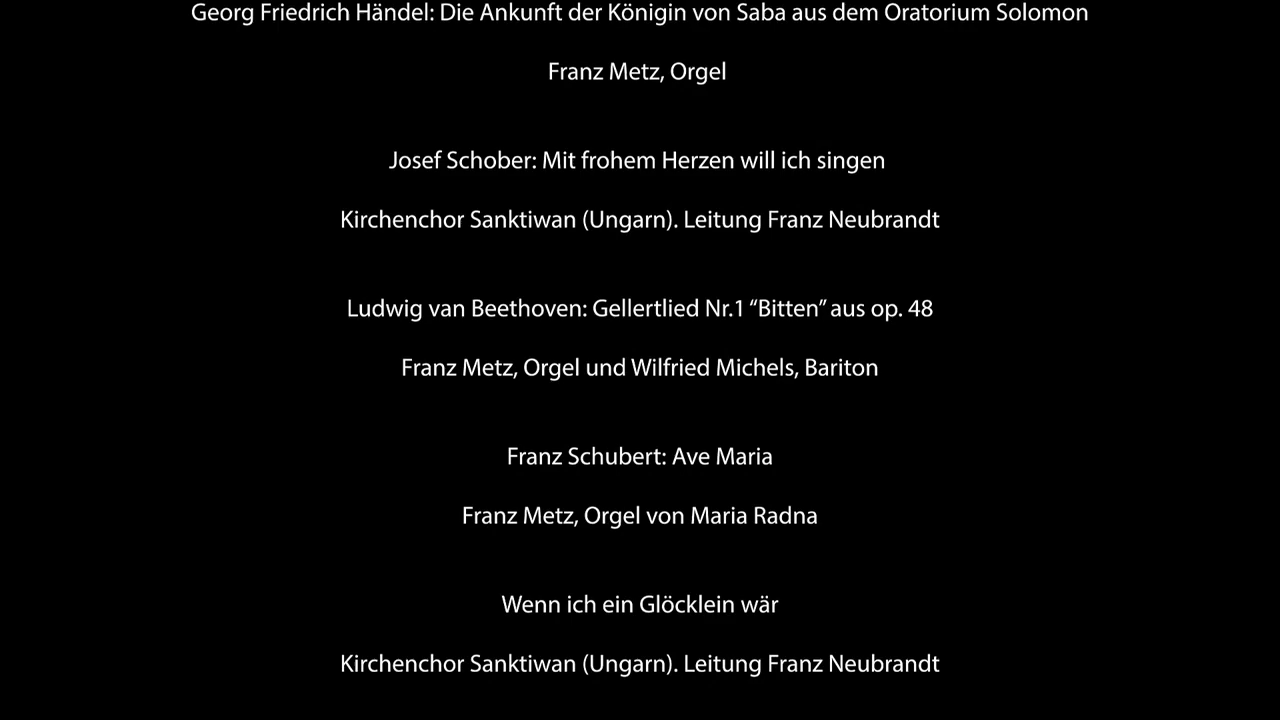 Georg Friedrich Händel: Die Ankunft der Königin von Saba aus dem Oratorium Solomon
Franz Metz, Orgel
Josef Schober: Mit frohem Herzen will ich singen
Kirchenchor Sanktiwan (Ungarn). Leitung Franz Neubrandt
Ludwig van Beethoven: Gellertlied Nr.1 “Bitten” aus op. 48
Franz Metz, Orgel und Wilfried Michels, Bariton
Franz Schubert: Ave Maria
Franz Metz, Orgel von Maria Radna
Wenn ich ein Glöcklein wär
Kirchenchor Sanktiwan (Ungarn). Leitung Franz Neubrandt